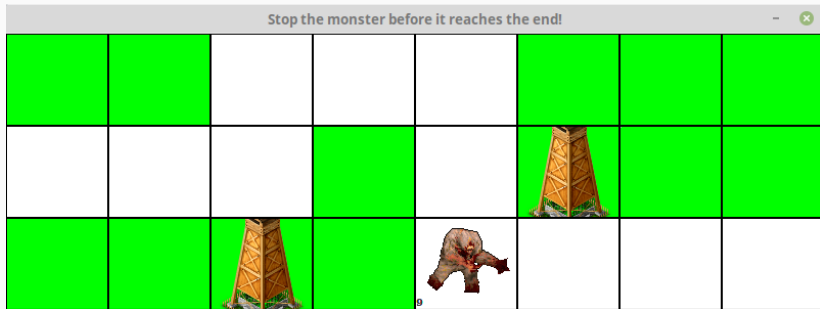 Stop the monster before it reaches the end!
9